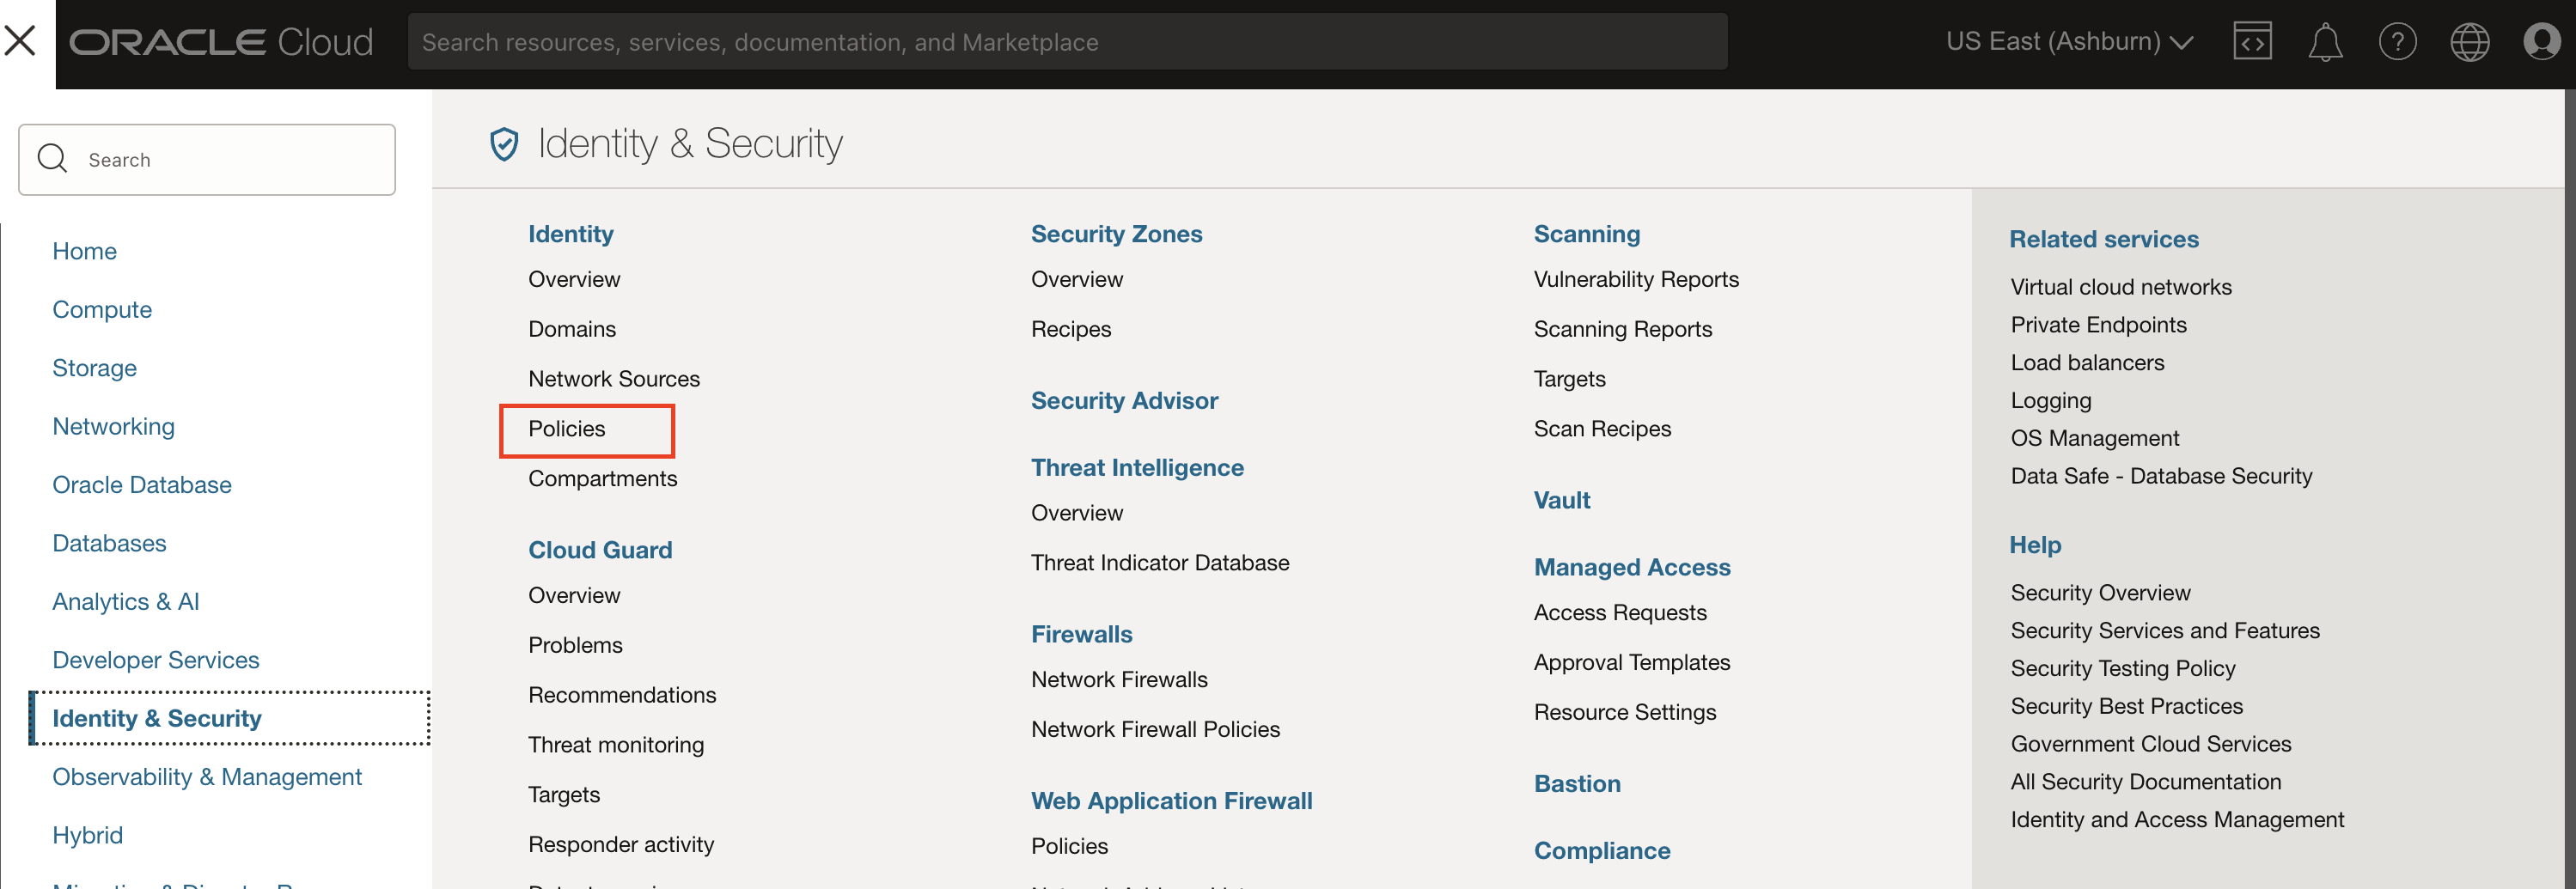 ORACLE Cloud
Search resources, services, documentation, and Marketplace
US East (Ashburn)
Search
Home
Compute
Storage
Networking
Oracle Database
Databases
Analytics & AI
Developer Services
Identity & Security
Observability & Management
Hybrid
Identity & Security
Identity
Overview
Domains
Network Sources
Policies
Compartments
Cloud Guard
Overview
Problems
Recommendations
Threat monitoring
Targets
Responder activity
Security Zones
Overview
Recipes
Security Advisor
Threat Intelligence
Overview
Threat Indicator Database
Firewalls
Network Firewalls
Network Firewall Policies
Web Application Firewall
Policies
Scanning
Vulnerability Reports
Scanning Reports
Targets
Scan Recipes
Vault
Managed Access
Access Requests
Approval Templates
Resource Settings
Bastion
Compliance
Related services
Virtual cloud networks
Private Endpoints
Load balancers
Logging
OS Management
Data Safe - Database Security
Help
Security Overview
Security Services and Features
Security Testing Policy
Security Best Practices
Government Cloud Services
All Security Documentation
Identity and Access Management